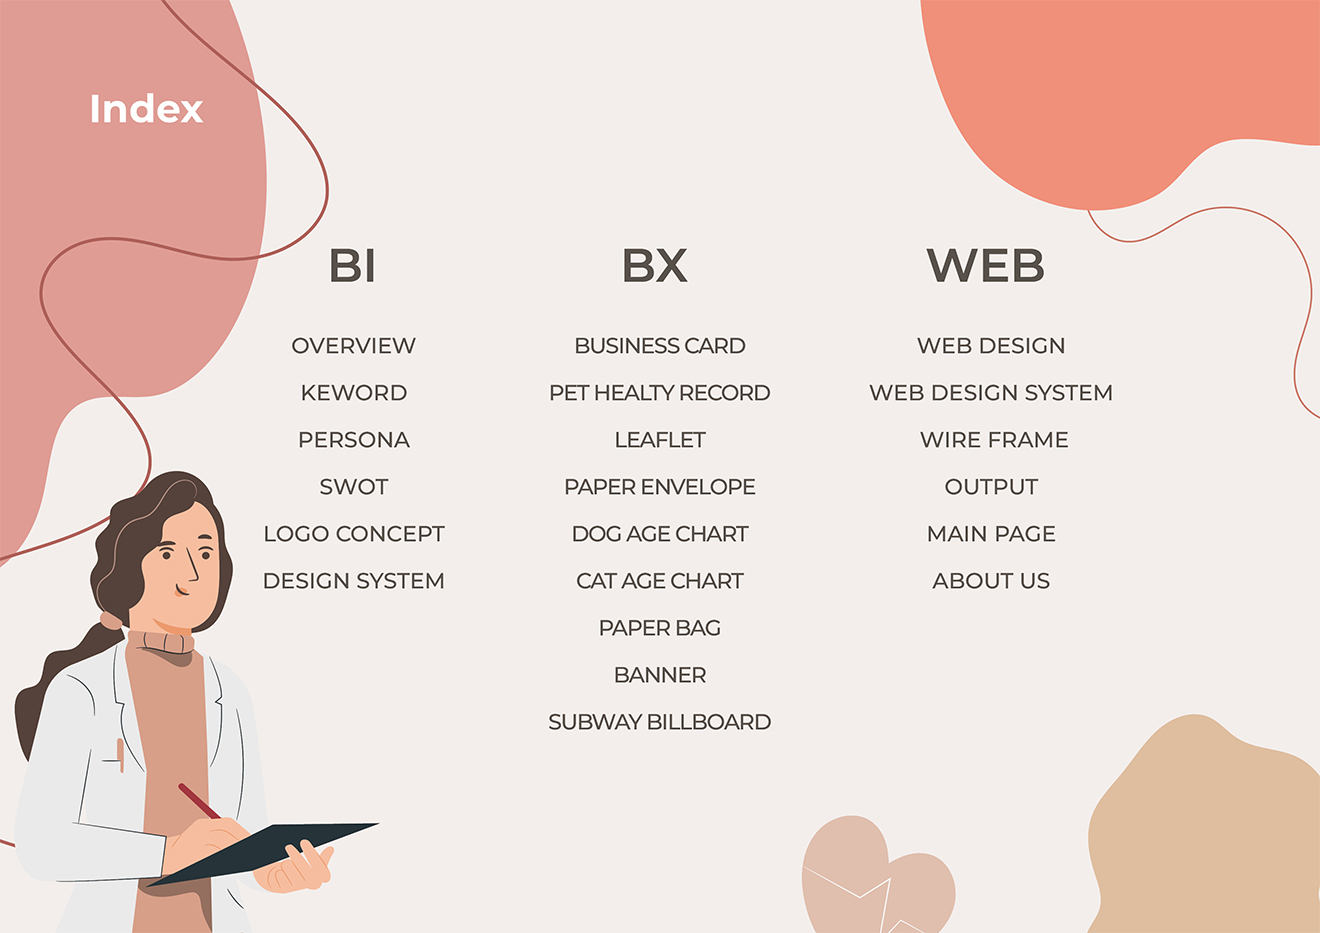 Index
BI
OVERVIEW
KEWORD
PERSONA
SWOT
LOGO CONCEPT
DESIGN SYSTEM
BX
BUSINESS CARD
PET HEALTY RECORD
LEAFLET
PAPER ENVELOPE
DOG AGE CHART
CAT AGE CHART
PAPER BAG
BANNER
SUBWAY BILLBOARD
WEB
WEB DESIGN
WEB DESIGN SYSTEM
WIRE FRAME
OUTPUT
MAIN PAGE
ABOUT US